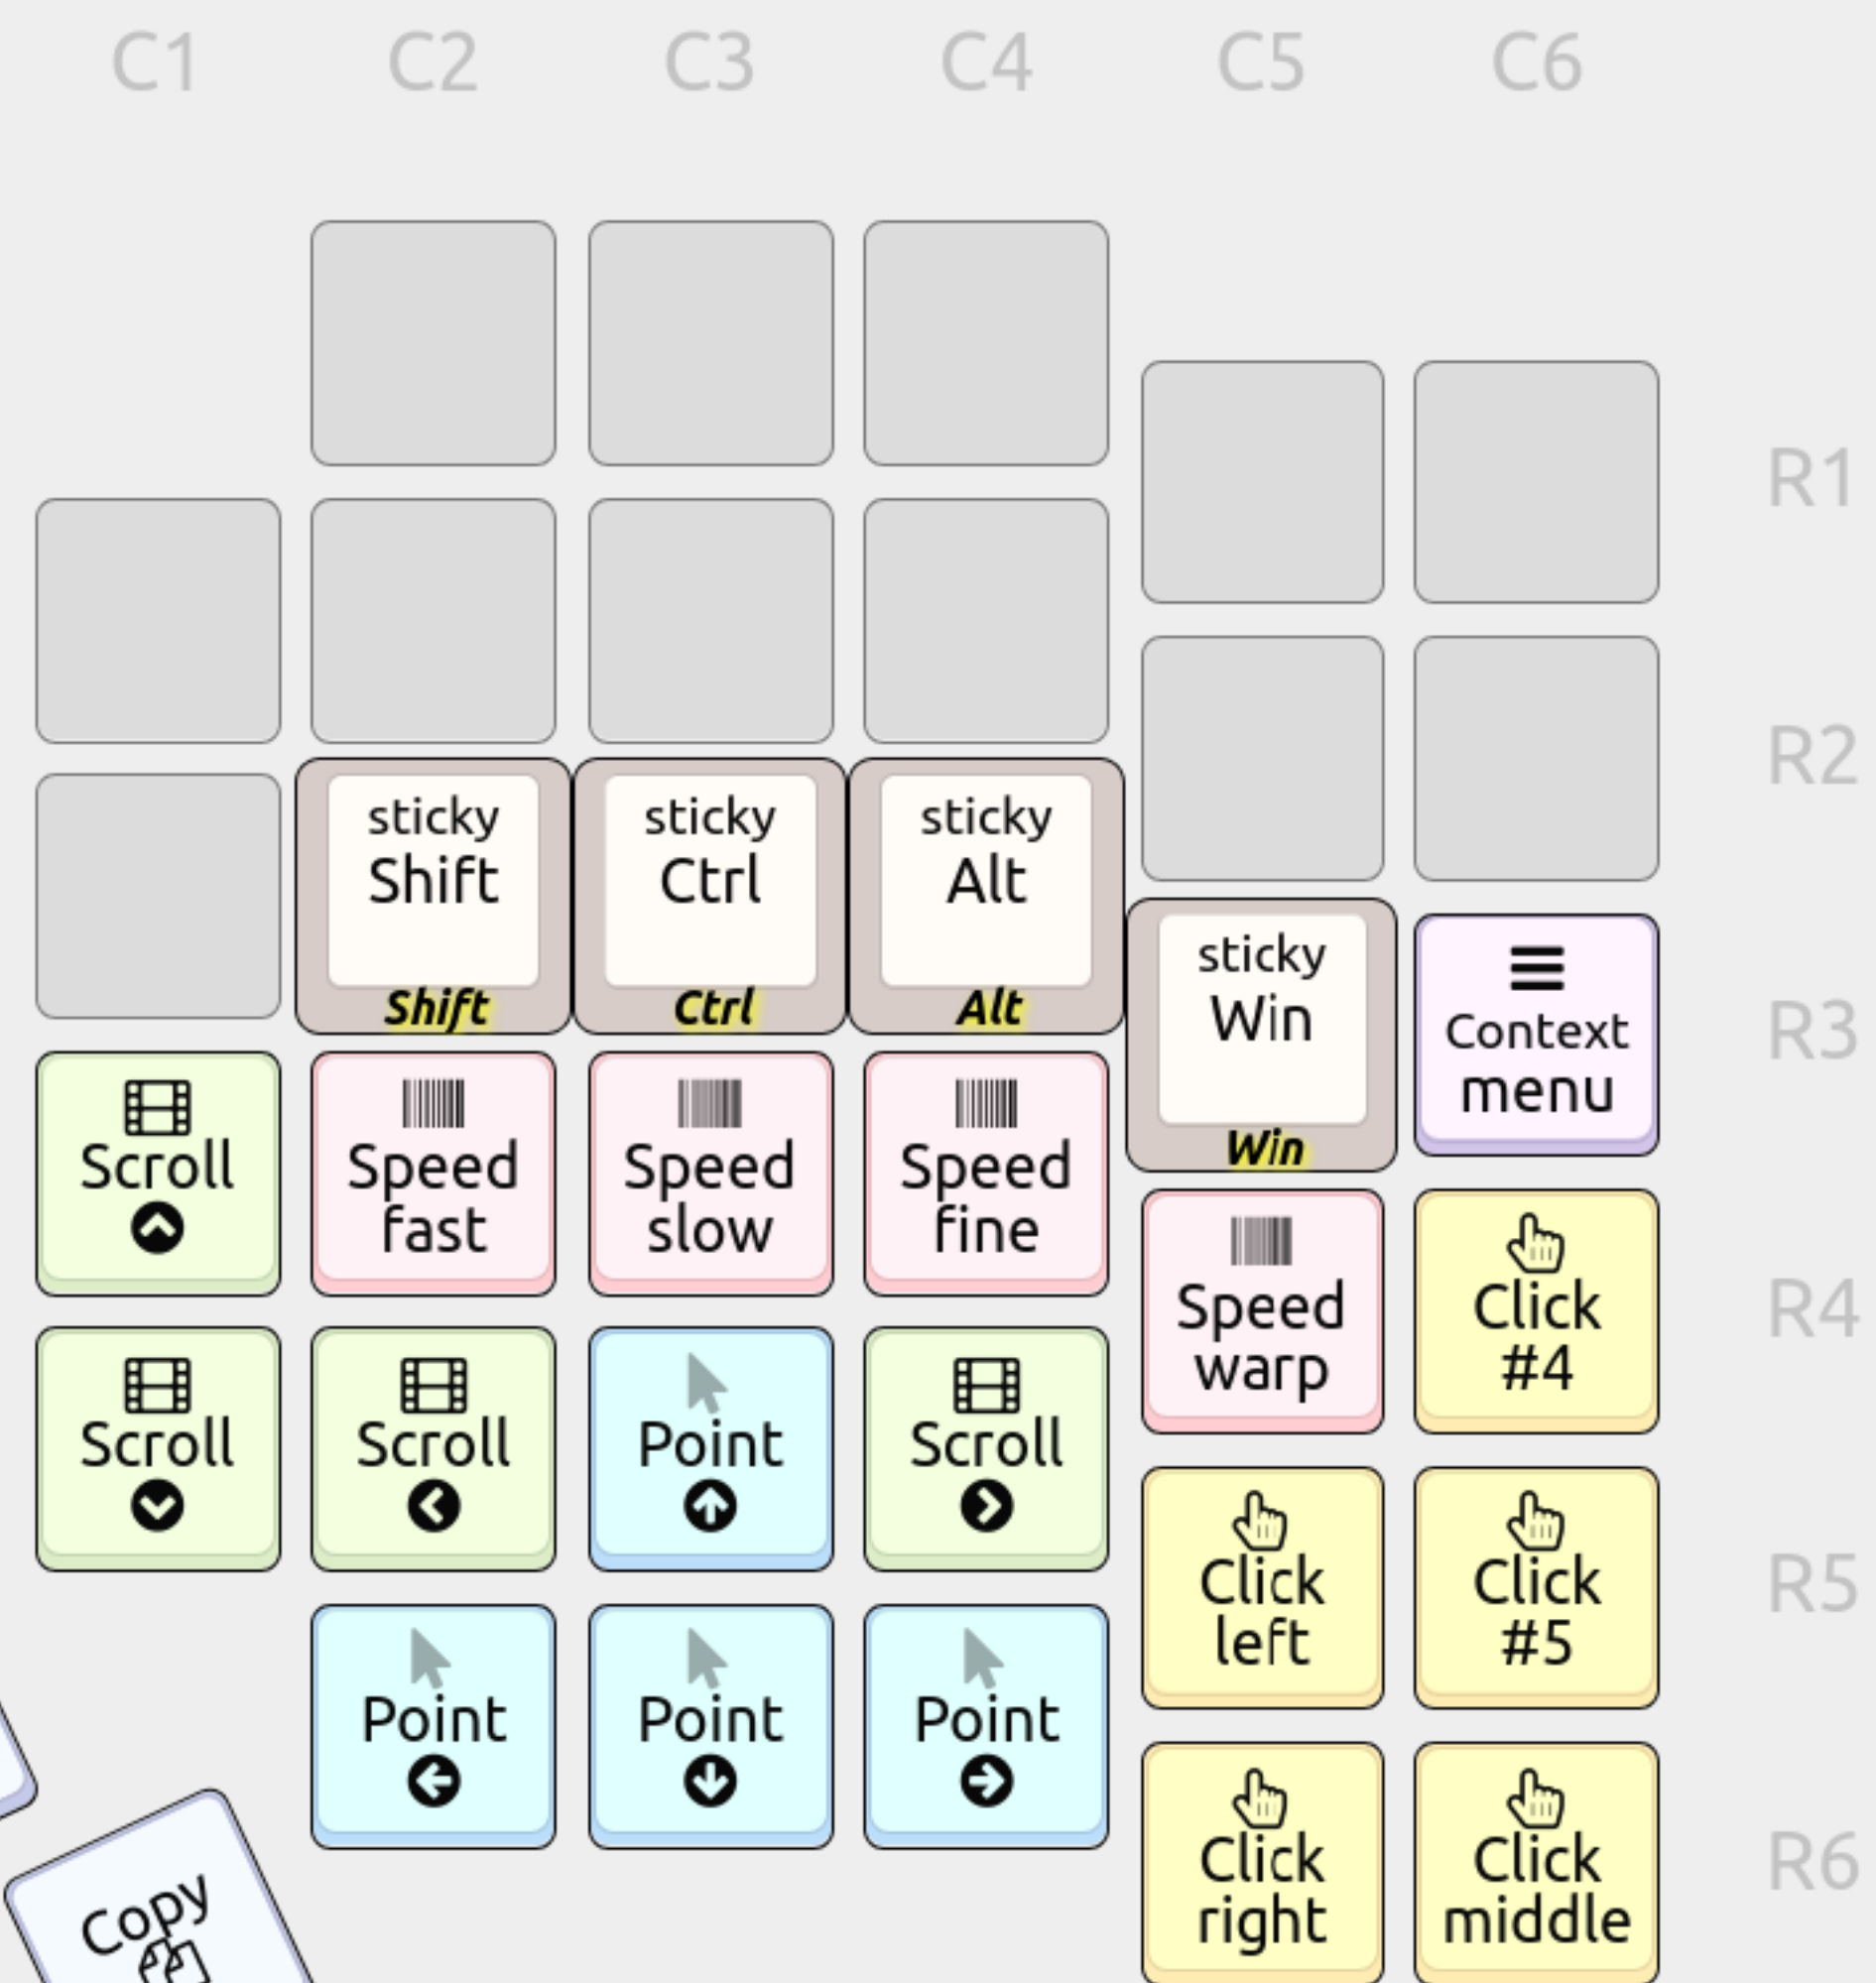 C1 C2 C3 C4 C5 C6
R1
R2
sticky
Shift
Shift
sticky
Ctrl
Ctrl
sticky
Alt
Alt
sticky
Win
Win
Context
menu
R3
Scroll
Speed
fast
Speed
slow
Speed
fine
Speed
warp
Click
#4
R4
Scroll
Scroll
Point
Scroll
Click
left
Click
#5
R5
Point
Point
Point
Click
right
Click
middle
R6
Copy